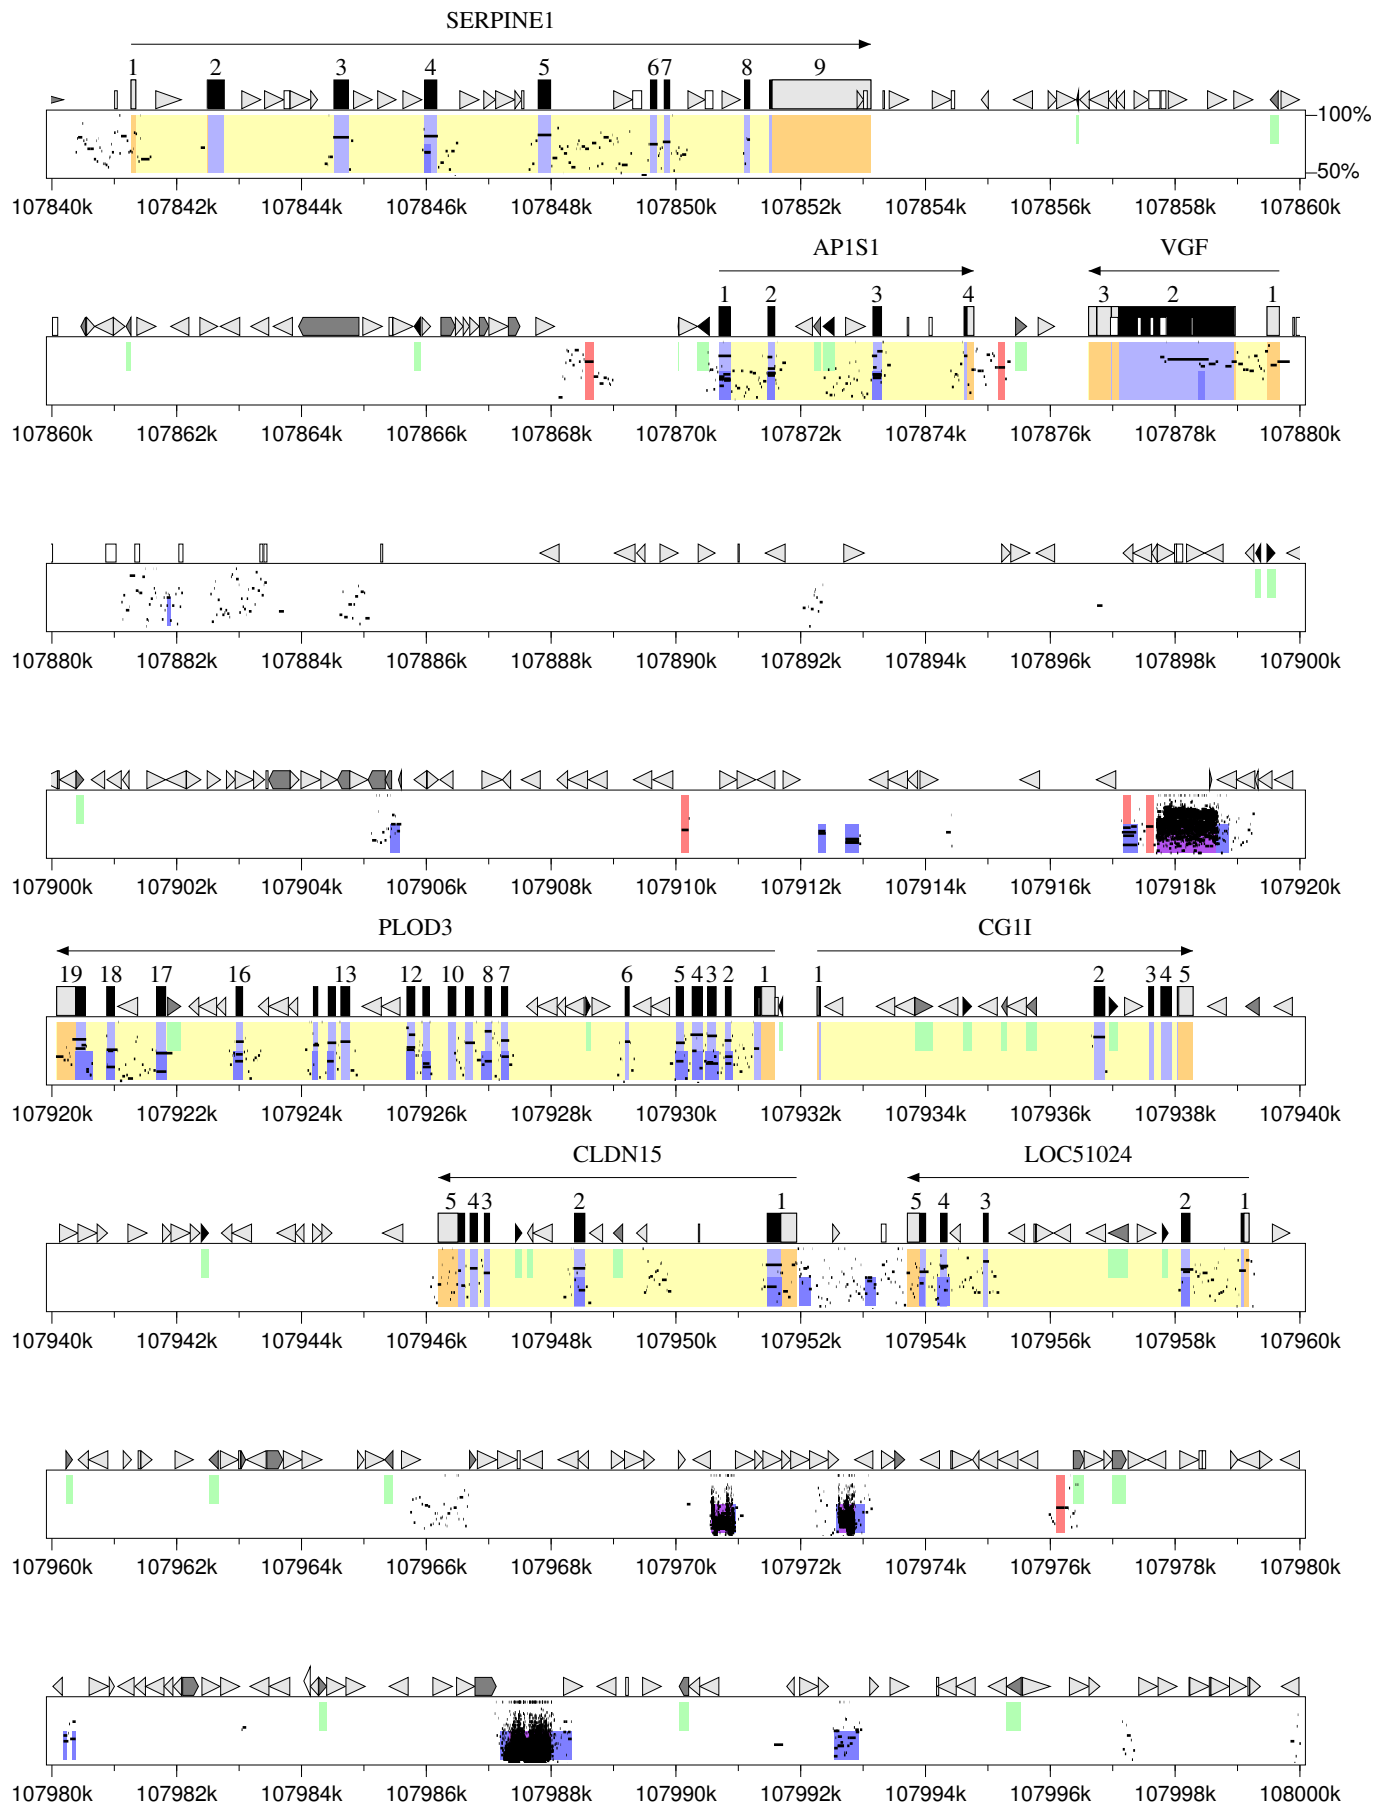 SERPINE1
1 2 3 4 5 6 7 8 9
100%
50%
107840k 107842k 107844k 107846k 107848k 107850k 107852k 107854k 107856k 107858k 107860k
AP1S1 VGF
1 2 3 4 3 2 1
107860k 107862k 107864k 107866k 107868k 107870k 107872k 107874k 107876k 107878k 107880k
107880k 107882k 107884k 107886k 107888k 107890k 107892k 107894k 107896k 107898k 107900k
107900k 107902k 107904k 107906k 107908k 107910k 107912k 107914k 107916k 107918k 107920k
PLOD3 CG1I
19 18 17 16 13 12 10 8 7 6 5 4 3 2 1 1 2 3 4 5
107920k 107922k 107924k 107926k 107928k 107930k 107932k 107934k 107936k 107938k 107940k
CLDN15 LOC51024
5 4 3 2 1 5 4 3 2 1
107940k 107942k 107944k 107946k 107948k 107950k 107952k 107954k 107956k 107958k 107960k
107960k 107962k 107964k 107966k 107968k 107970k 107972k 107974k 107976k 107978k 107980k
107980k 107982k 107984k 107986k 107988k 107990k 107992k 107994k 107996k 107998k 108000k